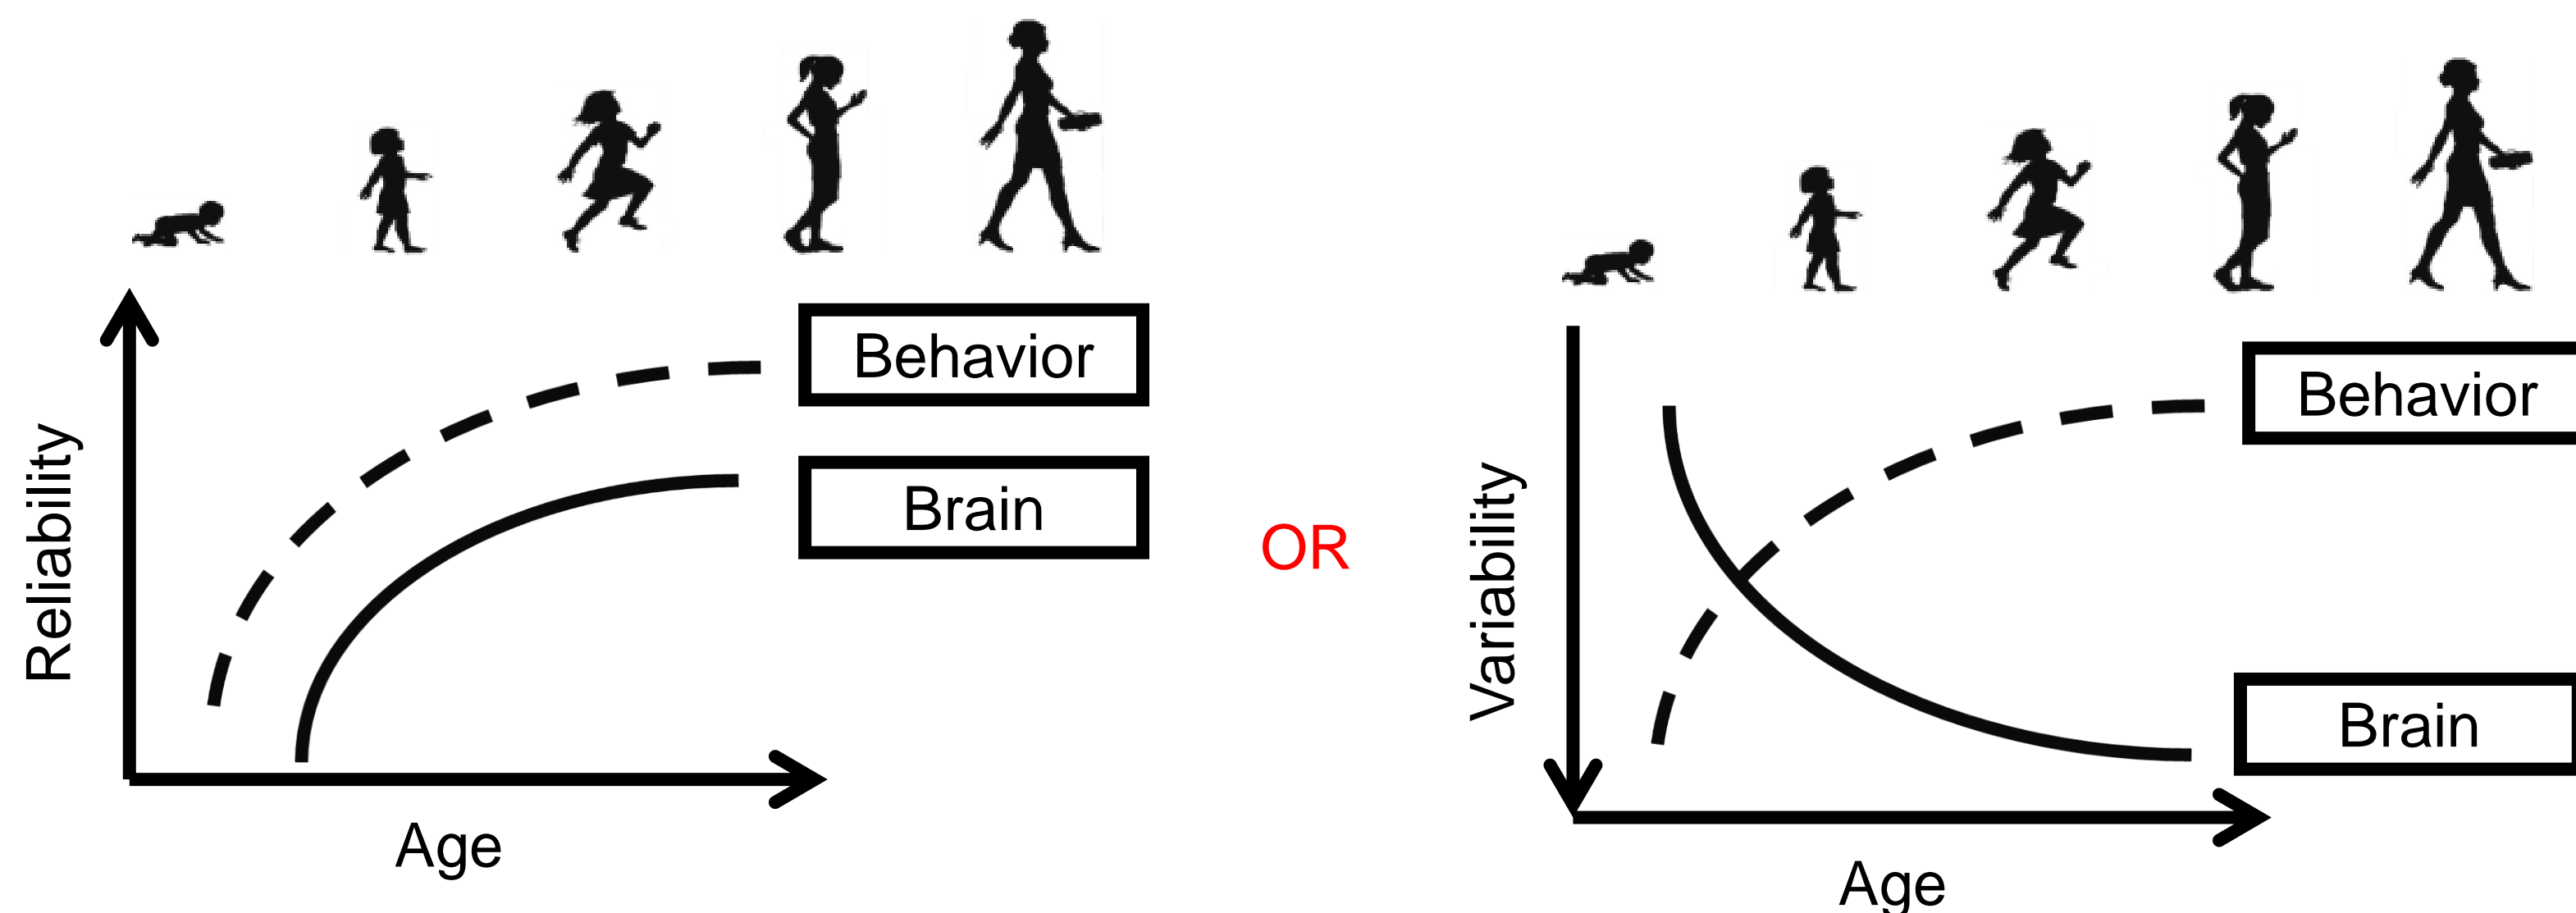 Behavior
Brain
Reliability
Age
OR
Behavior
Brain
Variability
Age